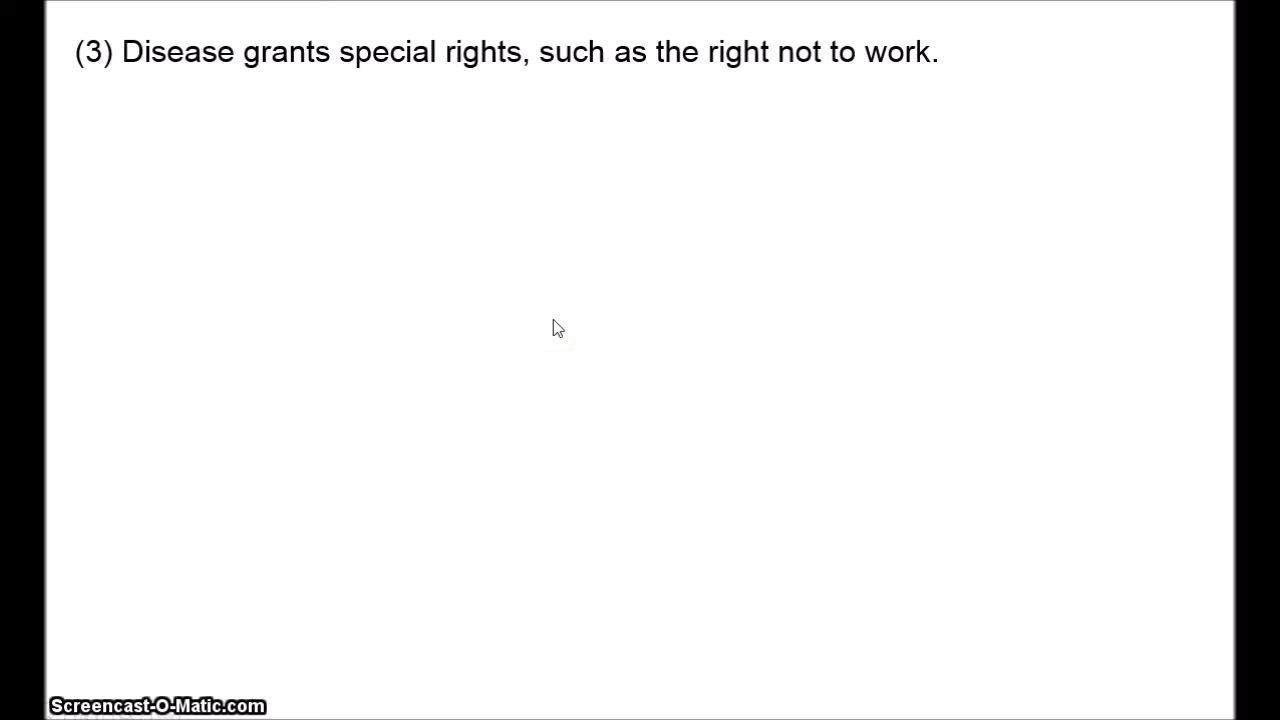 (3) Disease grants special rights, such as the right not to work.
Screencast-O-Matic.com